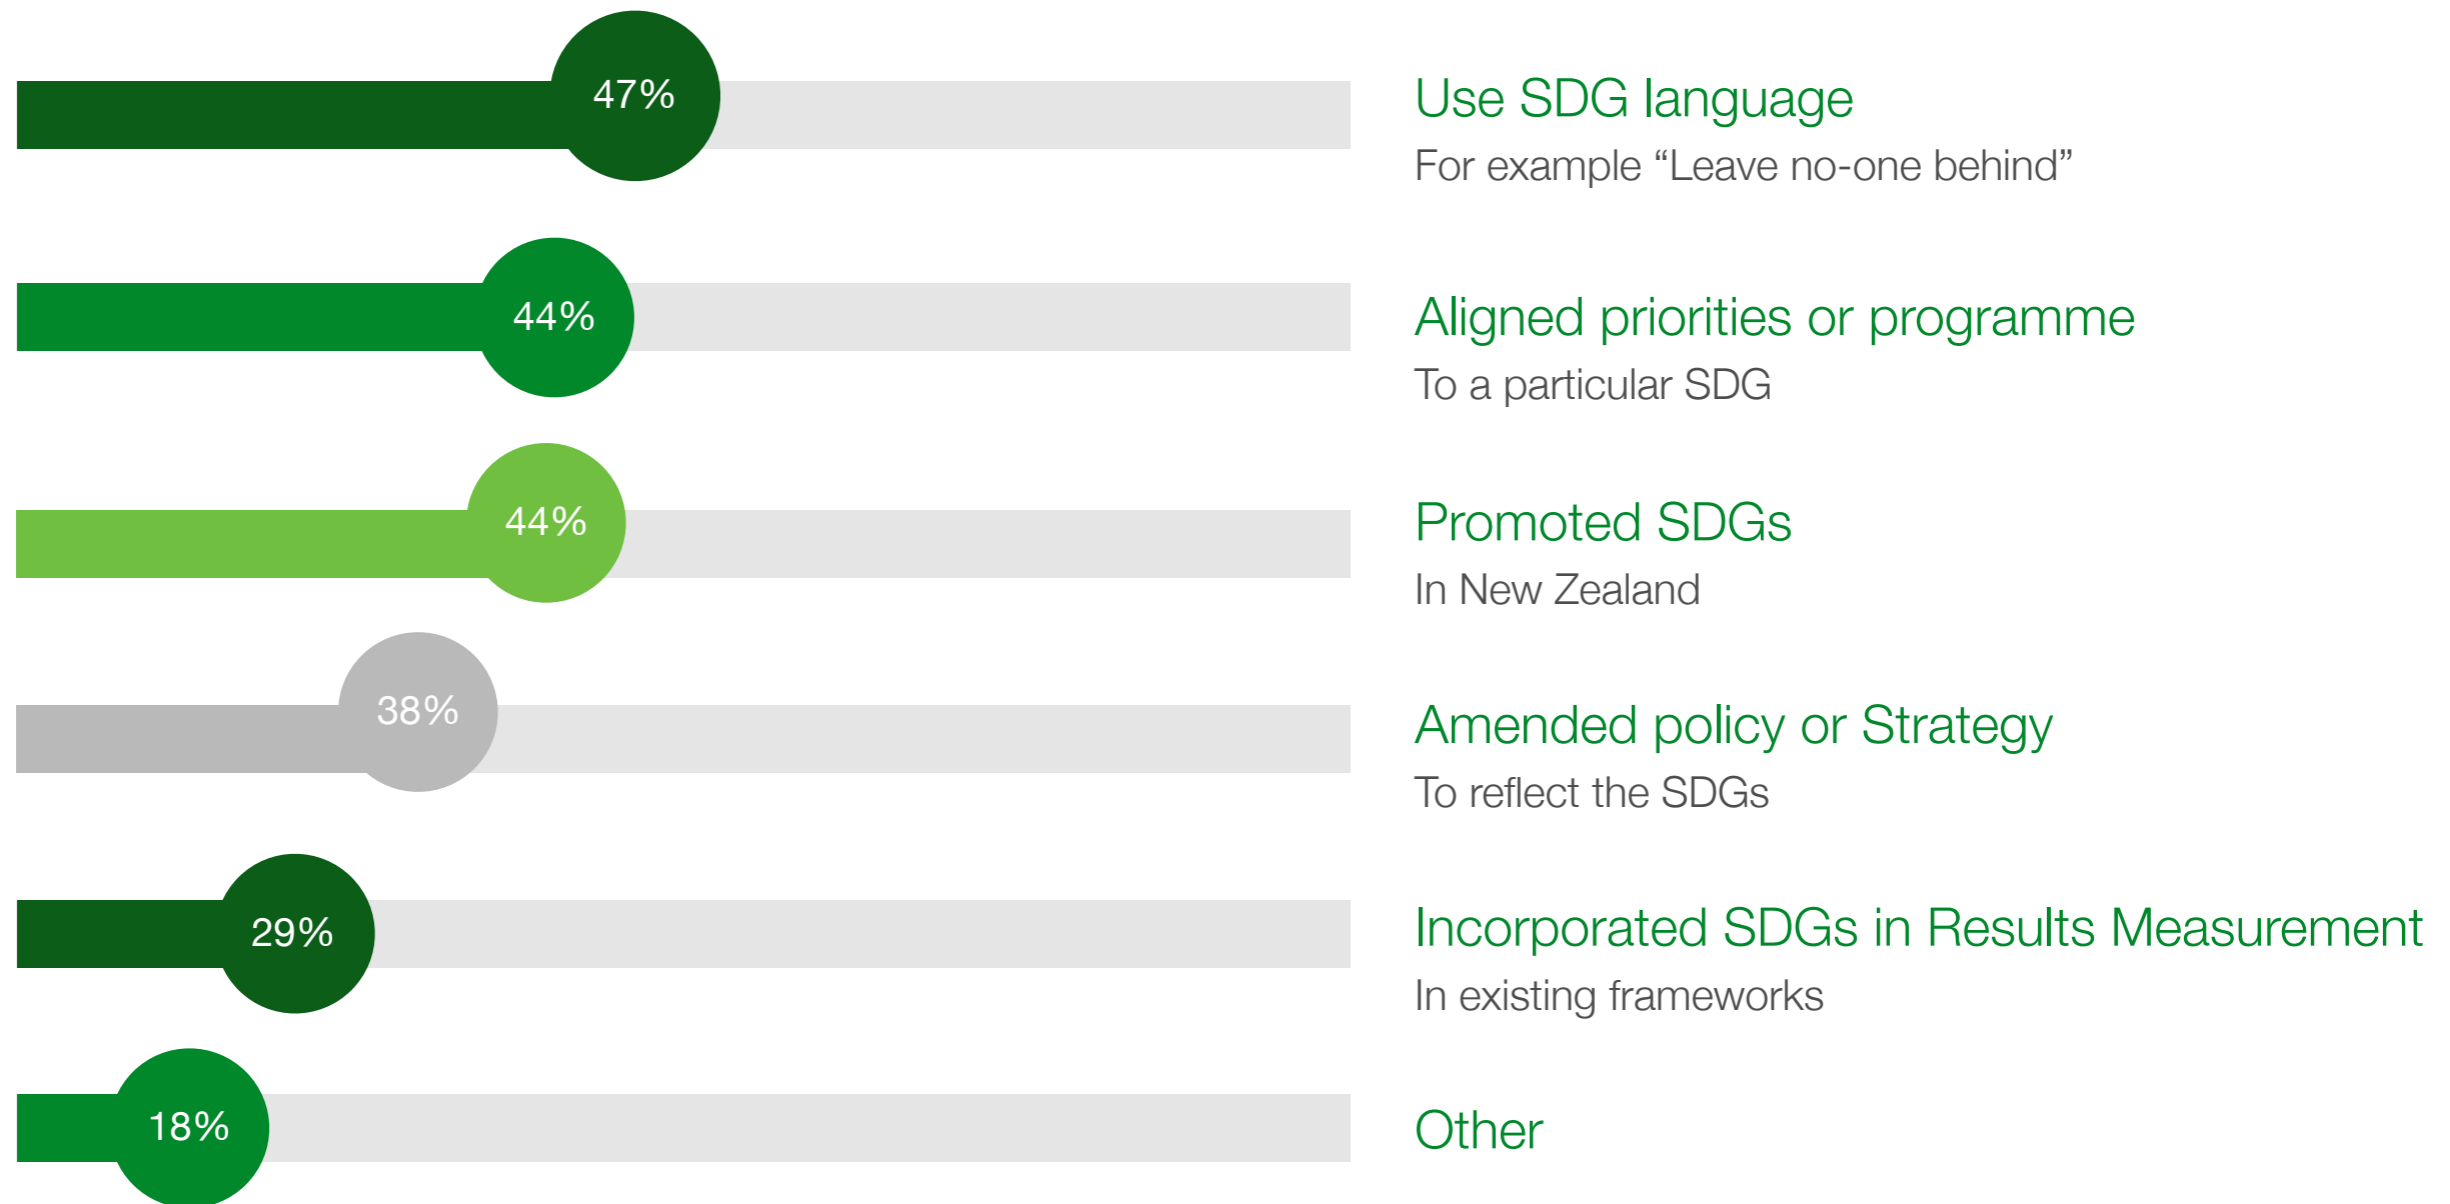 47%
Use SDG language
For example “Leave no-one behind”
44%
Aligned priorities or programme
To a particular SDG
44%
Promoted SDGs
In New Zealand
38%
Amended policy or Strategy
To reflect the SDGs
29%
Incorporated SDGs in Results Measurement
In existing frameworks
18%
Other